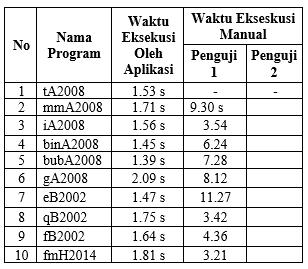 No Nama Program Waktu Eksekusi Oleh Aplikasi Waktu Ekseskusi Manual
Penguji 1 Penguji 2
1 tA2008 1.53 s - -
2 mmA2008 1.71 s 9.30 s
3 iA2008 1.56 s 3.54
4 binA2008 1.45 s 6.24
5 bubA2008 1.39 s 7.28
6 gA2008 2.09 s 8.12
7 eB2002 1.47 s 11.27
8 qB2002 1.75 s 3.42
9 fB2002 1.64 s 4.36
10 fmH2014 1.81 s 3.21